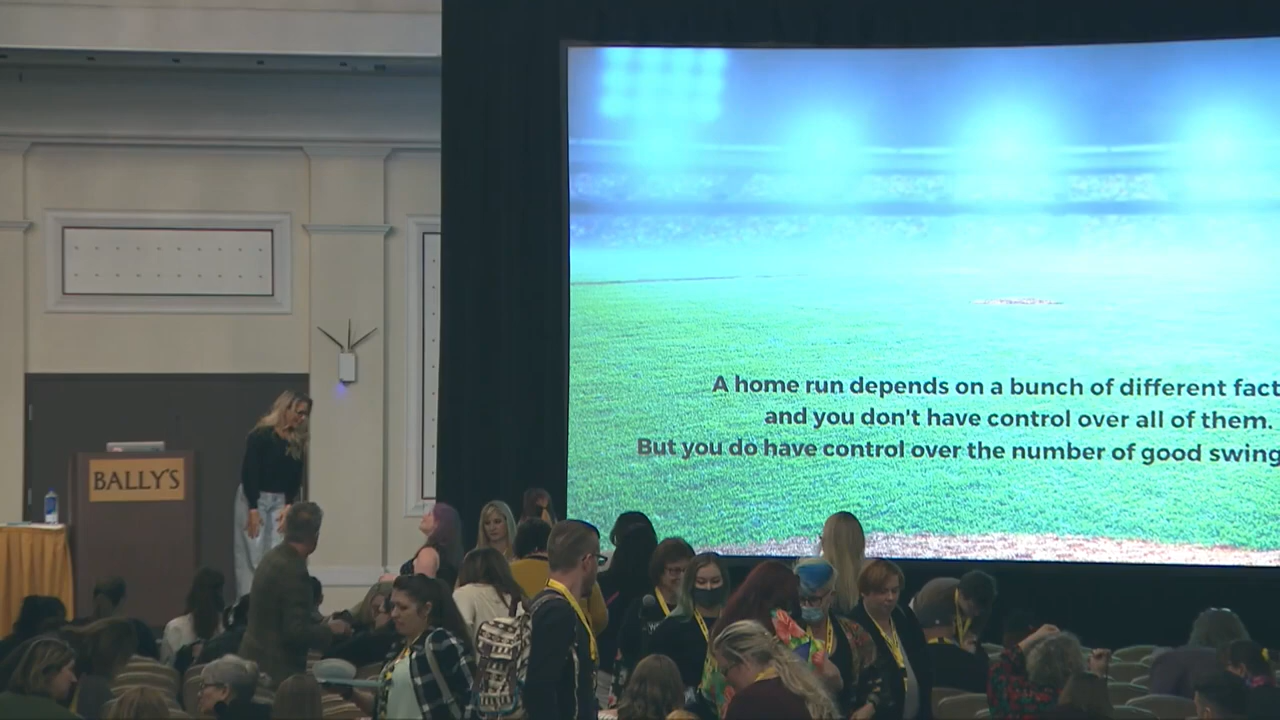 BALLY'S
A home run depends on a bunch of different fact
and you don't have control over all of them.
But you do have control over the number of good swing